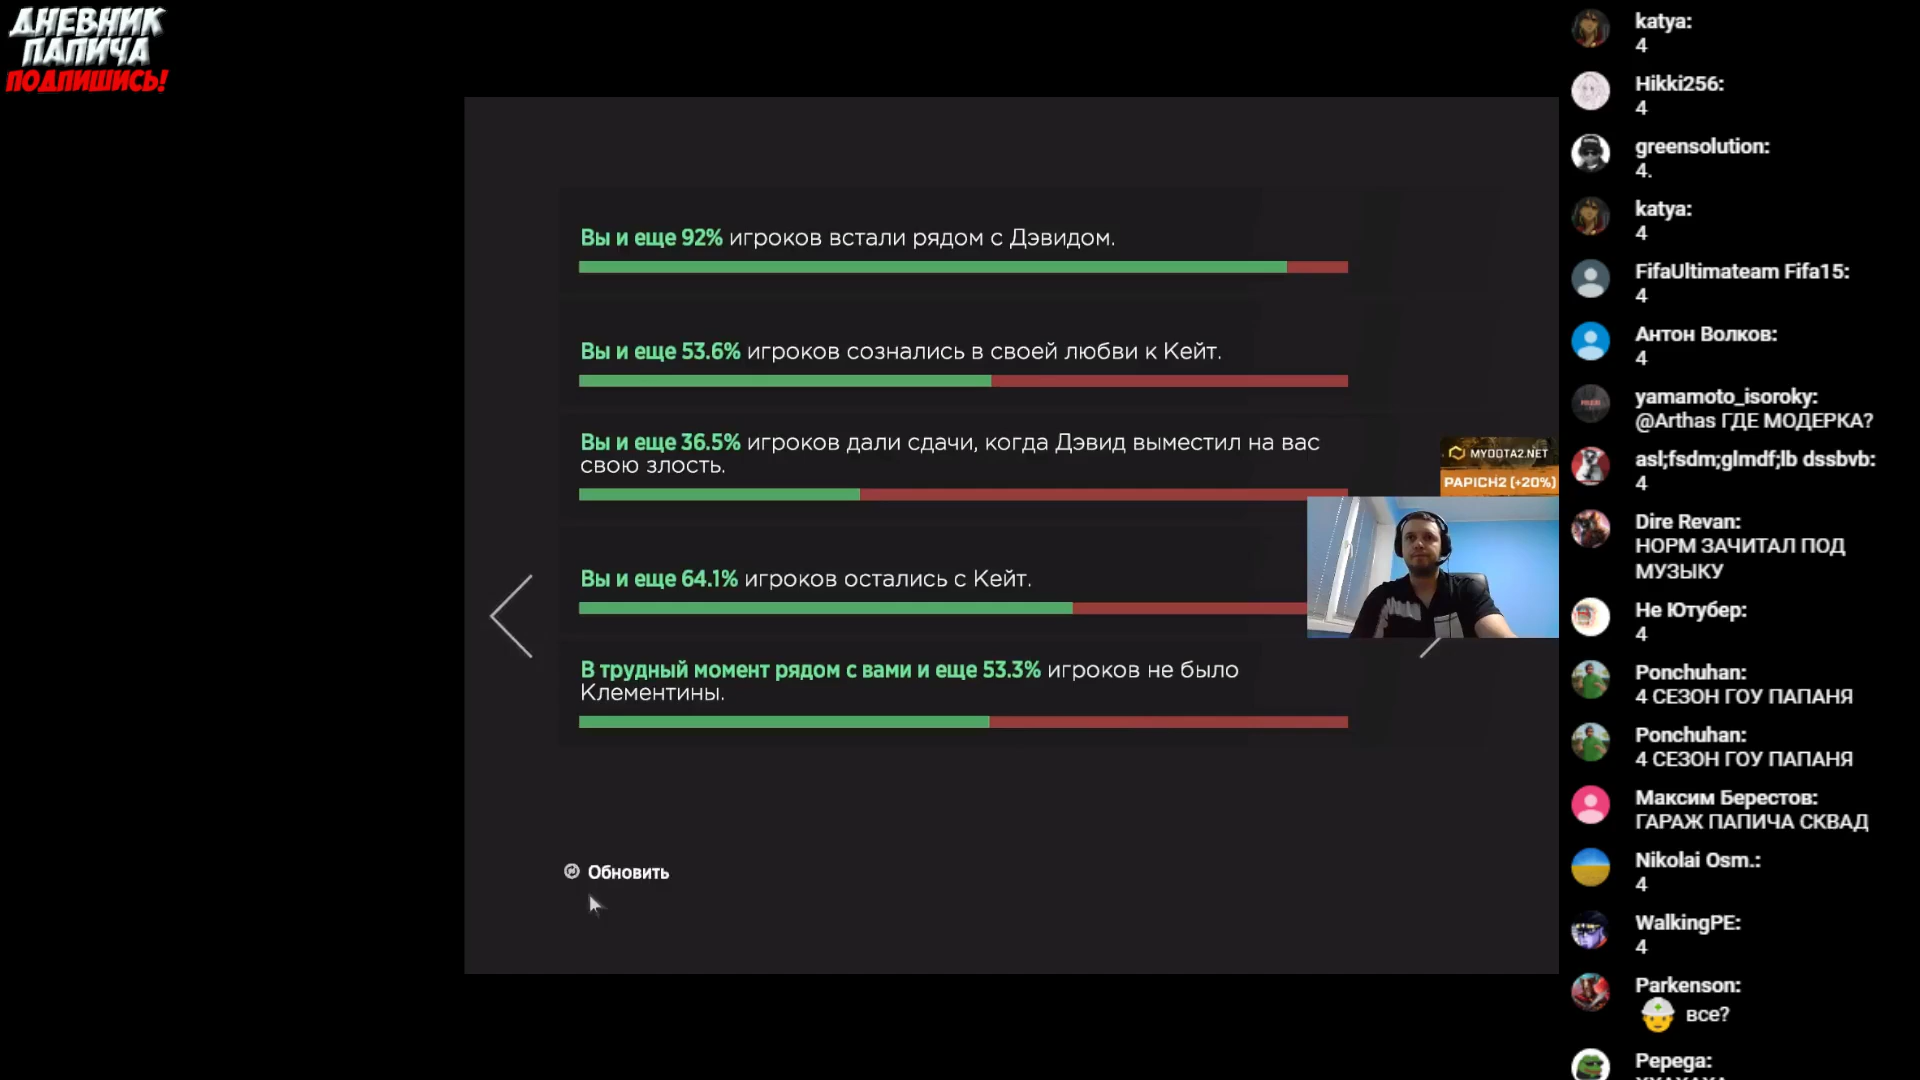 ДНЕВНИК
ПАПИЧА
ПОДПИШИСЬ!
Вы и еще 92% игроков встали рядом с Дэвидом.
Вы и еще 53.6% игроков сознались в своей любви к Кейт.
Вы и еще 36.5% игроков дали сдачи, когда Дэвид выместил на вас
свою злость.
Вы и еще 64.1% игроков остались с Кейт.
В трудный момент рядом с вами и еще 53.3% игроков не было
Клементины.
Обновить
MYDOTA2.NET
PAPICH2 (+20%)
katya:
4
Hikki256:
4
greensolution:
4.
katya:
4
FifaUltimateam Fifa15:
4
Антон Волков:
4
yamamoto_isoroky:
@Arthas ГДЕ МОДЕРКА?
asl;fsdm;glmdf;lb dssbvb:
4
Dire Revan:
НОРМ ЗАЧИТАЛ ПОД
МУЗЫКУ
Не Ютубер:
4
Ponchuhan:
4 СЕЗОН ГОУ ПАПАНЯ
Ponchuhan:
4 СЕЗОН ГОУ ПАПАНЯ
Максим Берестов:
ГАРАЖ ПАПИЧА СКВАД
Nikolai Osm.:
4
WalkingPE:
4
Parkenson:
все?
Pepega: